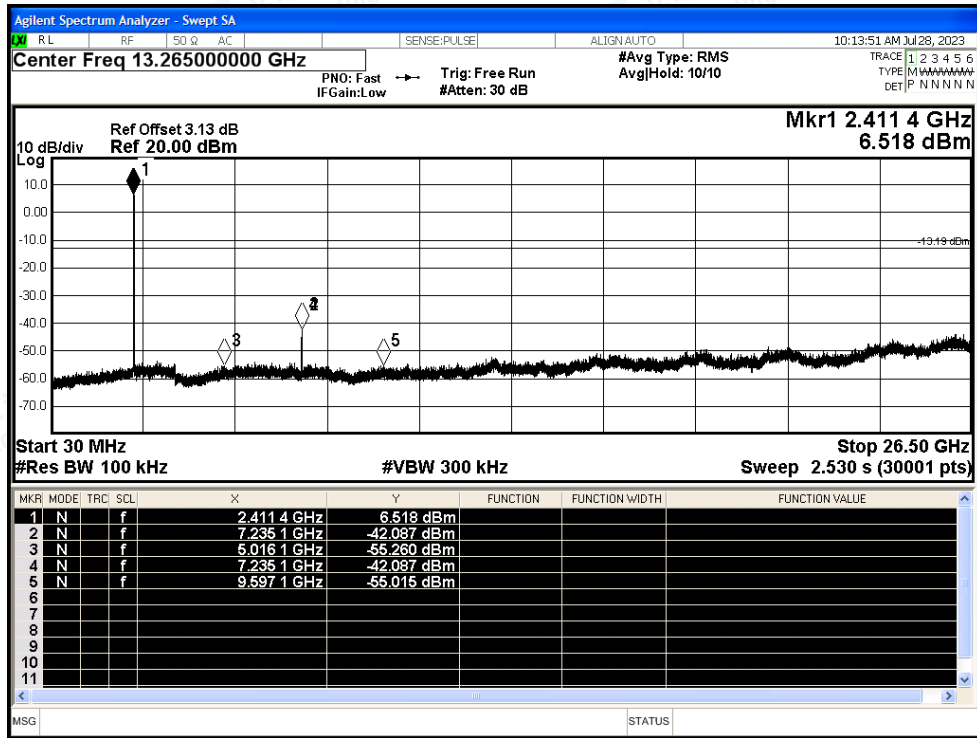 Agilent Spectrum Analyzer - Swept SA
LXI RL RF 50 Ω AC SENSE:PULSE ALIGN AUTO 10:13:51 AM Jul 28, 2023
Center Freq 13.265000000 GHz
PNO: Fast
IFGain:Low
Trig: Free Run
#Atten: 30 dB
#Avg Type: RMS
Avg|Hold: 10/10
TRACE 1 2 3 4 5 6
TYPE M
DET P N N N N N
Mkr1 2.411 4 GHz
6.518 dBm
Ref Offset 3.13 dB
10 dB/div Ref 20.00 dBm
Log
1
10.0
0.00
-10.0
-13.19 dBm
-20.0
-30.0
-40.0
3
5
-50.0
-60.0
-70.0
Start 30 MHz Stop 26.50 GHz
#Res BW 100 kHz #VBW 300 kHz Sweep 2.530 s (30001 pts)
MKR MODE TRC SCL X Y FUNCTION FUNCTION WIDTH FUNCTION VALUE
1 N f 2.411 4 GHz 6.518 dBm
2 N f 7.235 1 GHz -42.087 dBm
3 N f 5.016 1 GHz -55.260 dBm
4 N f 7.235 1 GHz -42.087 dBm
5 N f 9.597 1 GHz -55.015 dBm
6
7
8
9
10
11
MSG STATUS